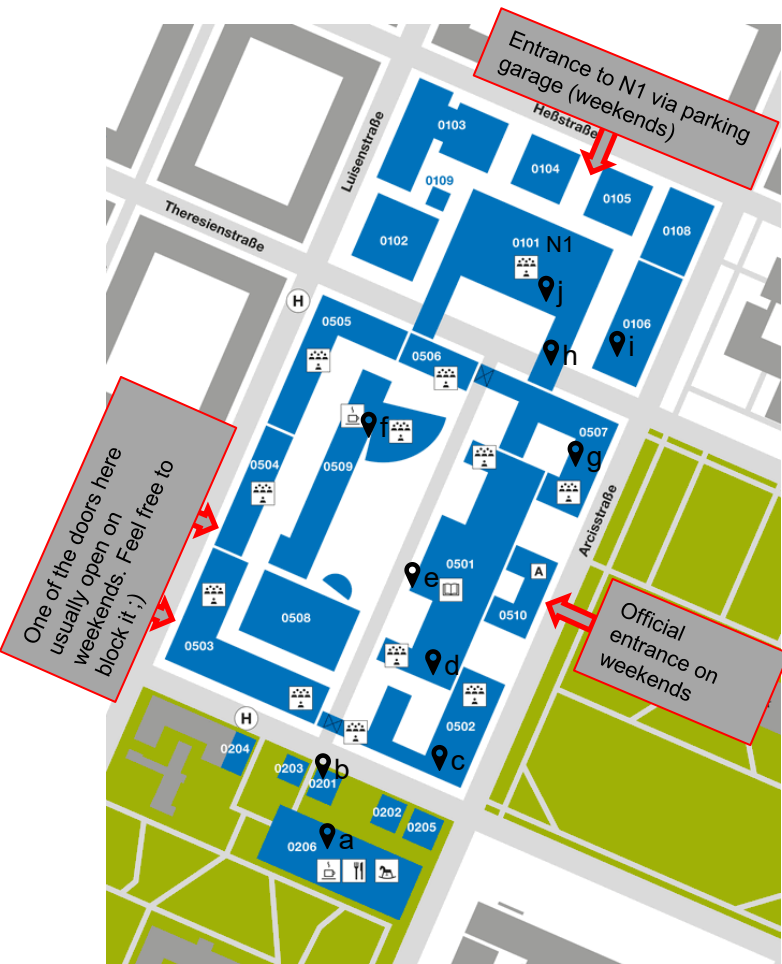 Entrance to N1 via parking
garage (weekends)
Heßstraße
Luisenstraße
Theresienstraße
0103
0104
0105
0109
0108
0102
0101 N1
j
0106
i
h
H
0505
0506
0507
f
g
0504
0509
Arcisstraße
One of the doors here
usually open on
weekends. Feel free to
block it ;)
0501
e
A
0510
Official
entrance on
weekends
0508
0503
d
0502
c
H
0204
0203
b
0201
0202
0205
a
0206